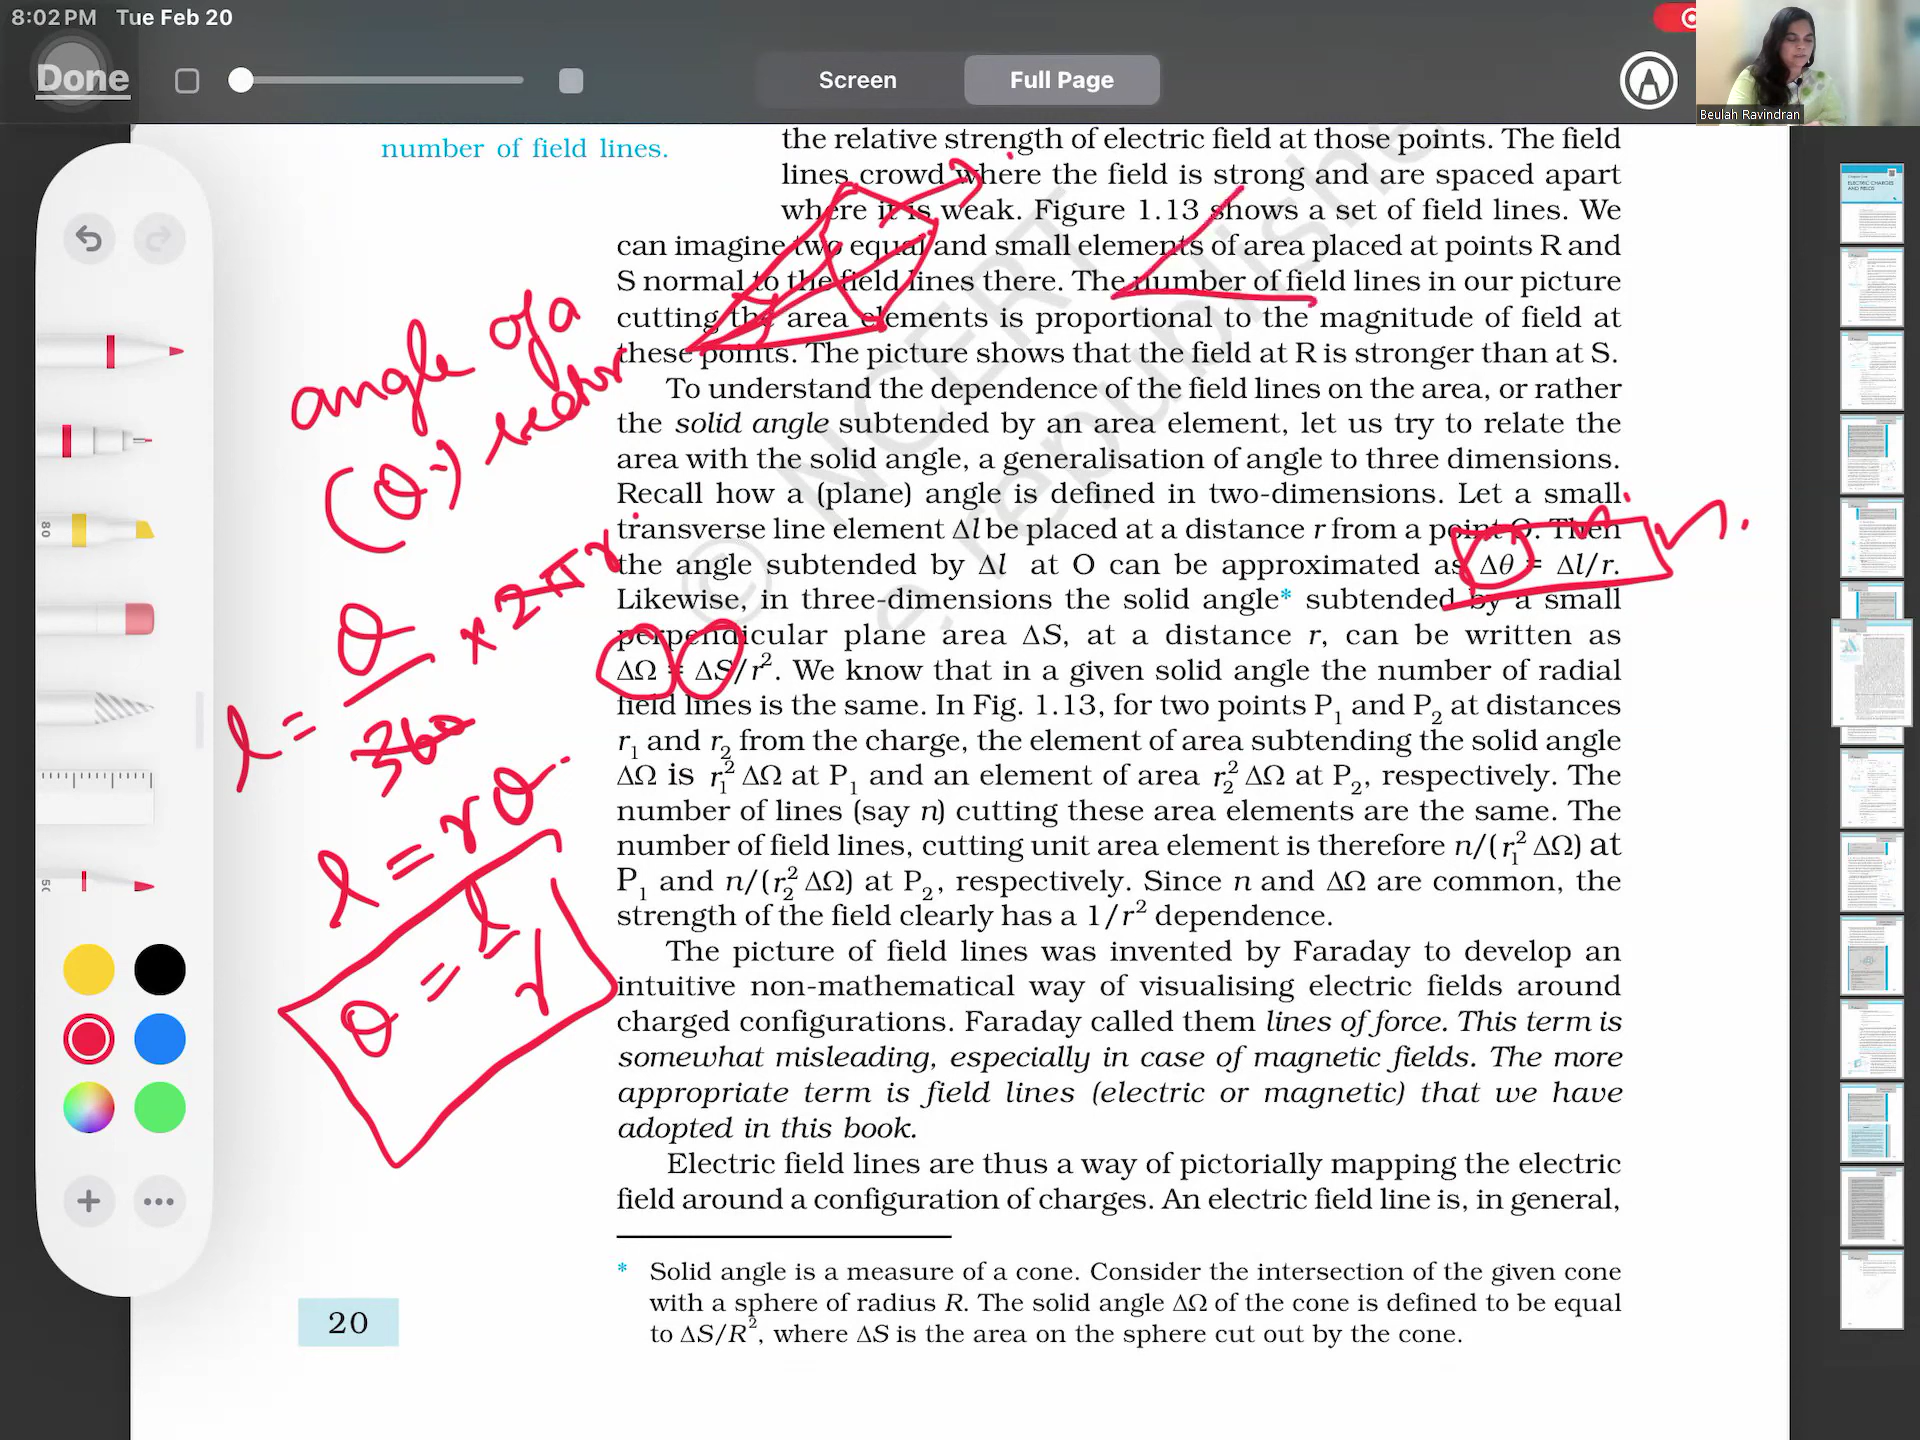 8:02 PM Tue Feb 20
Done
Screen
Full Page
Beulah Ravindran
number of field lines.
the relative strength of electric field at those points. The field
lines crowd where the field is strong and are spaced apart
where it is weak. Figure 1.13 shows a set of field lines. We
can imagine two equal and small elements of area placed at points R and
S normal to the field lines there. The number of field lines in our picture
cutting the area elements is proportional to the magnitude of field at
these points. The picture shows that the field at R is stronger than at S.
To understand the dependence of the field lines on the area, or rather
the solid angle subtended by an area element, let us try to relate the
area with the solid angle, a generalisation of angle to three dimensions.
Recall how a (plane) angle is defined in two-dimensions. Let a small
transverse line element Δl be placed at a distance r from a point O. Then
the angle subtended by Δl at O can be approximated as Δθ = Δl/r.
Likewise, in three-dimensions the solid angle* subtended by a small
perpendicular plane area ΔS, at a distance r, can be written as
ΔΩ = ΔS/r². We know that in a given solid angle the number of radial
field lines is the same. In Fig. 1.13, for two points P₁ and P₂ at distances
r₁ and r₂ from the charge, the element of area subtending the solid angle
ΔΩ is r₁² ΔΩ at P₁ and an element of area r₂² ΔΩ at P₂, respectively. The
number of lines (say n) cutting these area elements are the same. The
number of field lines, cutting unit area element is therefore n/(r₁² ΔΩ) at
P₁ and n/(r₂² ΔΩ) at P₂, respectively. Since n and ΔΩ are common, the
strength of the field clearly has a 1/r² dependence.
The picture of field lines was invented by Faraday to develop an
intuitive non-mathematical way of visualising electric fields around
charged configurations. Faraday called them lines of force. This term is
somewhat misleading, especially in case of magnetic fields. The more
appropriate term is field lines (electric or magnetic) that we have
adopted in this book.
Electric field lines are thus a way of pictorially mapping the electric
field around a configuration of charges. An electric field line is, in general,
* Solid angle is a measure of a cone. Consider the intersection of the given cone
with a sphere of radius R. The solid angle ΔΩ of the cone is defined to be equal
to ΔS/R², where ΔS is the area on the sphere cut out by the cone.
20
© NCERT
republishe
angle of a
(θ) sector
l = θ/360 × 2πr
l = rθ
θ = l/r
80